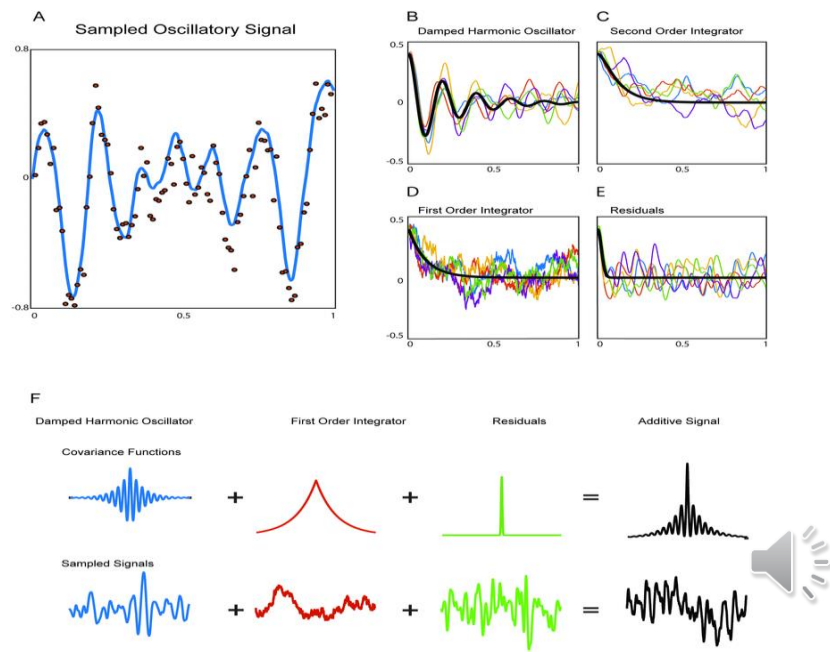 A
Sampled Oscillatory Signal
0.8
0
-0.8
0
0.5
1
B
Damped Harmonic Oscillator
0.5
0
-0.5
0
0.5
1
C
Second Order Integrator
0
0.5
1
D
First Order Integrator
0.5
0
-0.5
0
0.5
1
E
Residuals
0
0.5
1
F
Damped Harmonic Oscillator
First Order Integrator
Residuals
Additive Signal
Covariance Functions
+ + =
Sampled Signals
+ + =